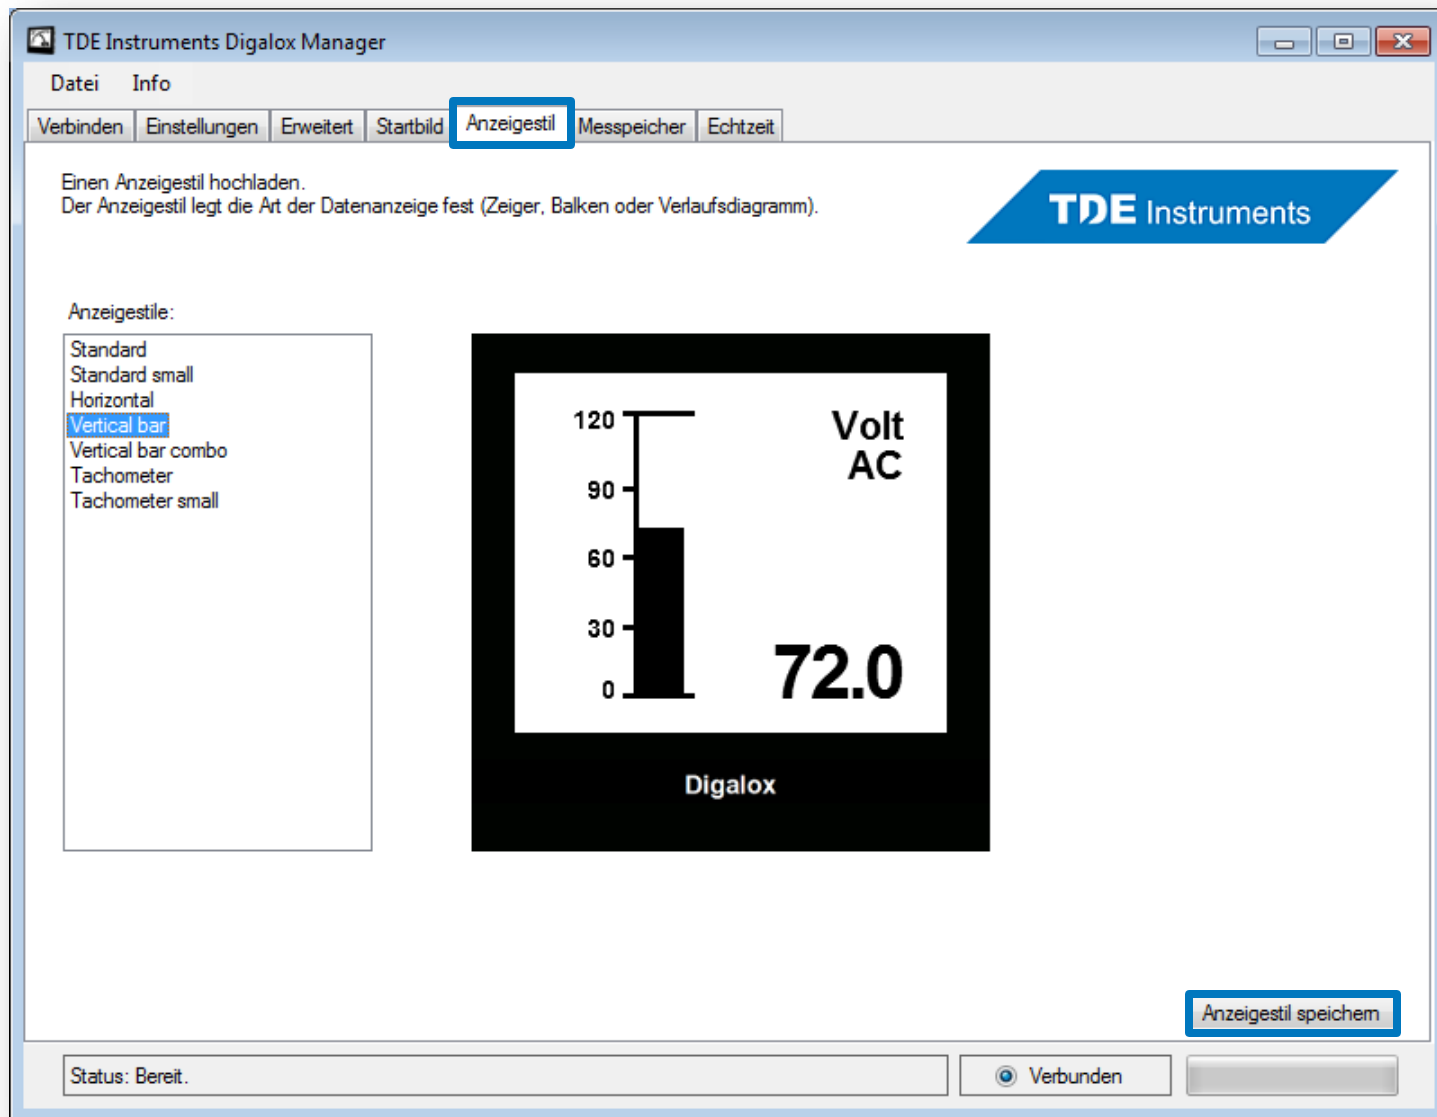 TDE Instruments Digalox Manager
Datei Info
Verbinden Einstellungen Erweitert Startbild Anzeigestil Messpeicher Echtzeit
Einen Anzeigestil hochladen.
Der Anzeigestil legt die Art der Datenanzeige fest (Zeiger, Balken oder Verlaufsdiagramm).
TDE Instruments
Anzeigestile:
Standard
Standard small
Horizontal
Vertical bar
Vertical bar combo
Tachometer
Tachometer small
120
90
60
30
0
Volt
AC
72.0
Digalox
Anzeigestil speichern
Status: Bereit.
Verbunden